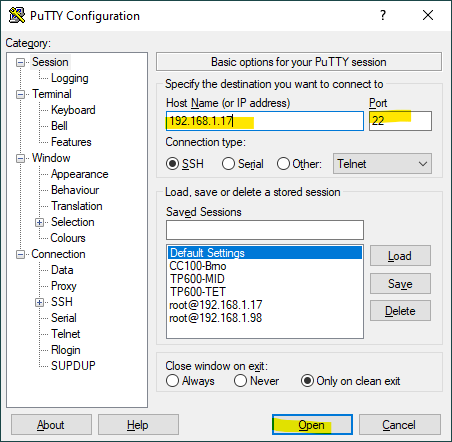 PuTTY Configuration
?
Category:
Session
Logging
Terminal
Keyboard
Bell
Features
Window
Appearance
Behaviour
Translation
Selection
Colours
Connection
Data
Proxy
SSH
Serial
Telnet
Rlogin
SUPDUP
Basic options for your PuTTY session
Specify the destination you want to connect to
Host Name (or IP address) Port
192.168.1.17 22
Connection type:
SSH Serial Other: Telnet
Load, save or delete a stored session
Saved Sessions
Default Settings
CC100-Brno
TP600-MID
TP600-TET
root@192.168.1.17
root@192.168.1.98
Load
Save
Delete
Close window on exit:
Always Never Only on clean exit
About Help Open Cancel